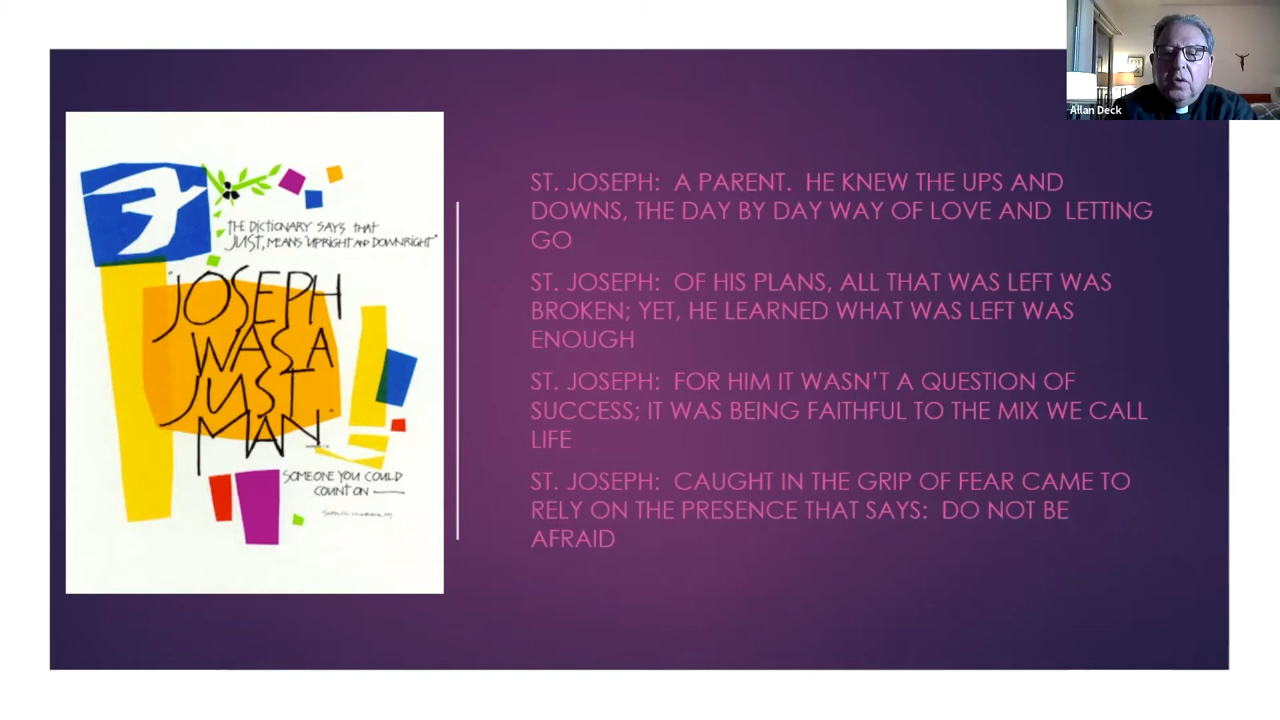 Allan Deck
THE DICTIONARY SAYS THAT
JUST, MEANS "UPRIGHT AND DOWNRIGHT"
JOSEPH
WAS A
JUST
MAN.
SOMEONE YOU COULD
COUNT ON —
ST. JOSEPH: A PARENT. HE KNEW THE UPS AND
DOWNS, THE DAY BY DAY WAY OF LOVE AND LETTING
GO
ST. JOSEPH: OF HIS PLANS, ALL THAT WAS LEFT WAS
BROKEN; YET, HE LEARNED WHAT WAS LEFT WAS
ENOUGH
ST. JOSEPH: FOR HIM IT WASN'T A QUESTION OF
SUCCESS; IT WAS BEING FAITHFUL TO THE MIX WE CALL
LIFE
ST. JOSEPH: CAUGHT IN THE GRIP OF FEAR CAME TO
RELY ON THE PRESENCE THAT SAYS: DO NOT BE
AFRAID